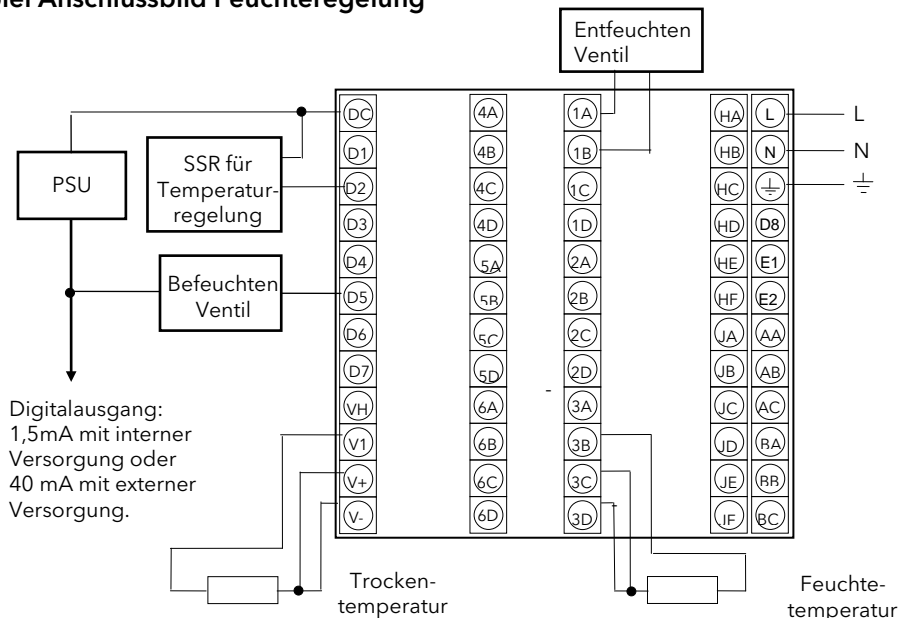 Anschlussbild Feuchteregelung
Entfeuchten
Ventil
PSU
SSR für
Temperatur-
regelung
Befeuchten
Ventil
Digitalausgang:
1,5mA mit interner
Versorgung oder
40 mA mit externer
Versorgung.
DC
D1
D2
D3
D4
D5
D6
D7
VH
V1
V+
V-
4A
4B
4C
4D
5A
5B
5C
5D
6A
6B
6C
6D
1A
1B
1C
1D
2A
2B
2C
2D
3A
3B
3C
3D
HA
HB
HC
HD
HE
HF
JA
JB
JC
JD
JE
JF
L
N
D8
E1
E2
AA
AB
AC
BA
BB
BC
L
N
Trocken-
temperatur
Feuchte-
temperatur